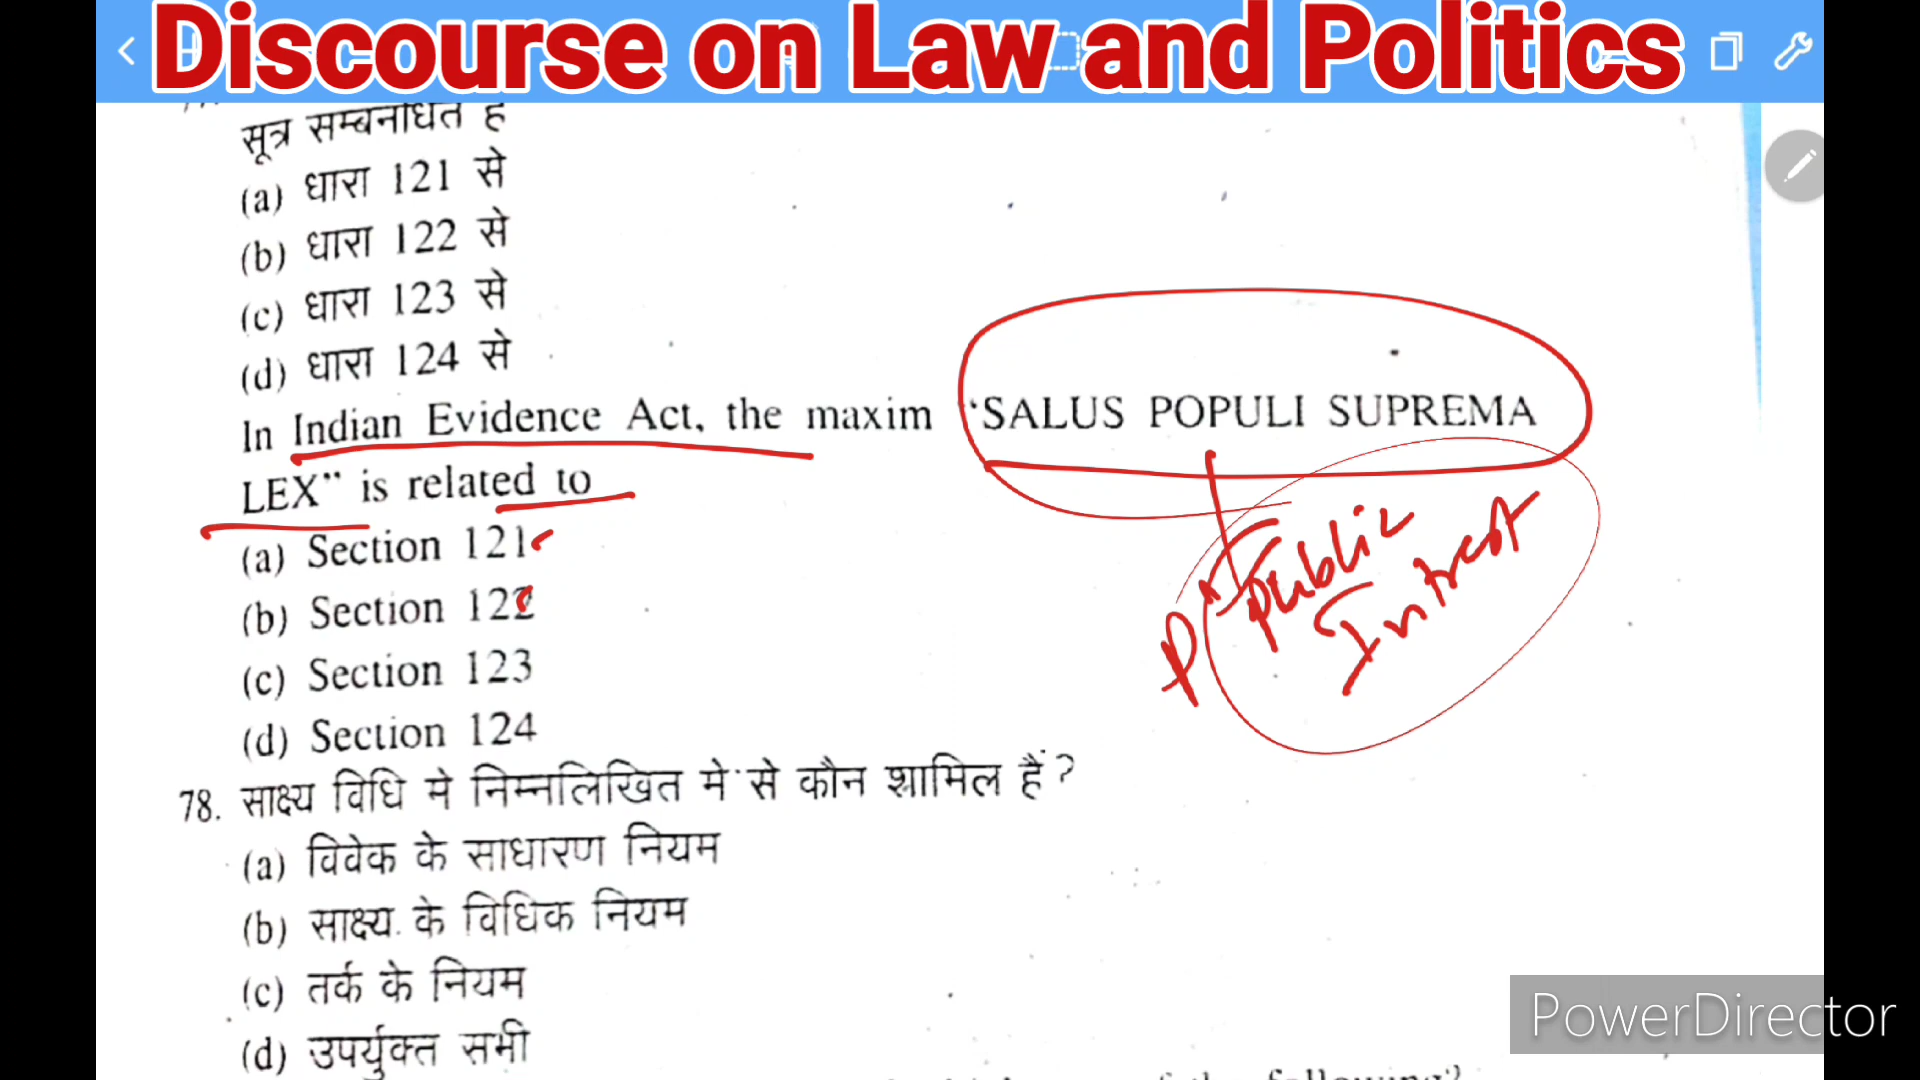 Discourse on Law and Politics
सूत्र सम्बनधित है
(a) धारा 121 से
(b) धारा 122 से
(c) धारा 123 से
(d) धारा 124 से
In Indian Evidence Act, the maxim ‘SALUS POPULI SUPREMA
LEX” is related to
(a) Section 121
(b) Section 122
(c) Section 123
(d) Section 124
Public
Intrest
78. साक्ष्य विधि मे निम्नलिखित मे से कौन शामिल हैं ?
(a) विवेक के साधारण नियम
(b) साक्ष्य के विधिक नियम
(c) तर्क के नियम
(d) उपर्युक्त सभी
PowerDirector